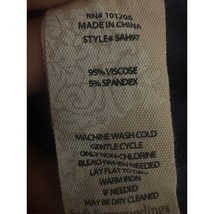 RN# 101206
MADE IN CHINA
STYLE# 5AH97
95% VISCOSE
5% SPANDEX
MACHINE WASH COLD
GENTLE CYCLE
ONLY NON-CHLORINE
BLEACH WHEN NEEDED
LAY FLAT TO DRY
WARM IRON
IF NEEDED
MAY BE DRY CLEANED